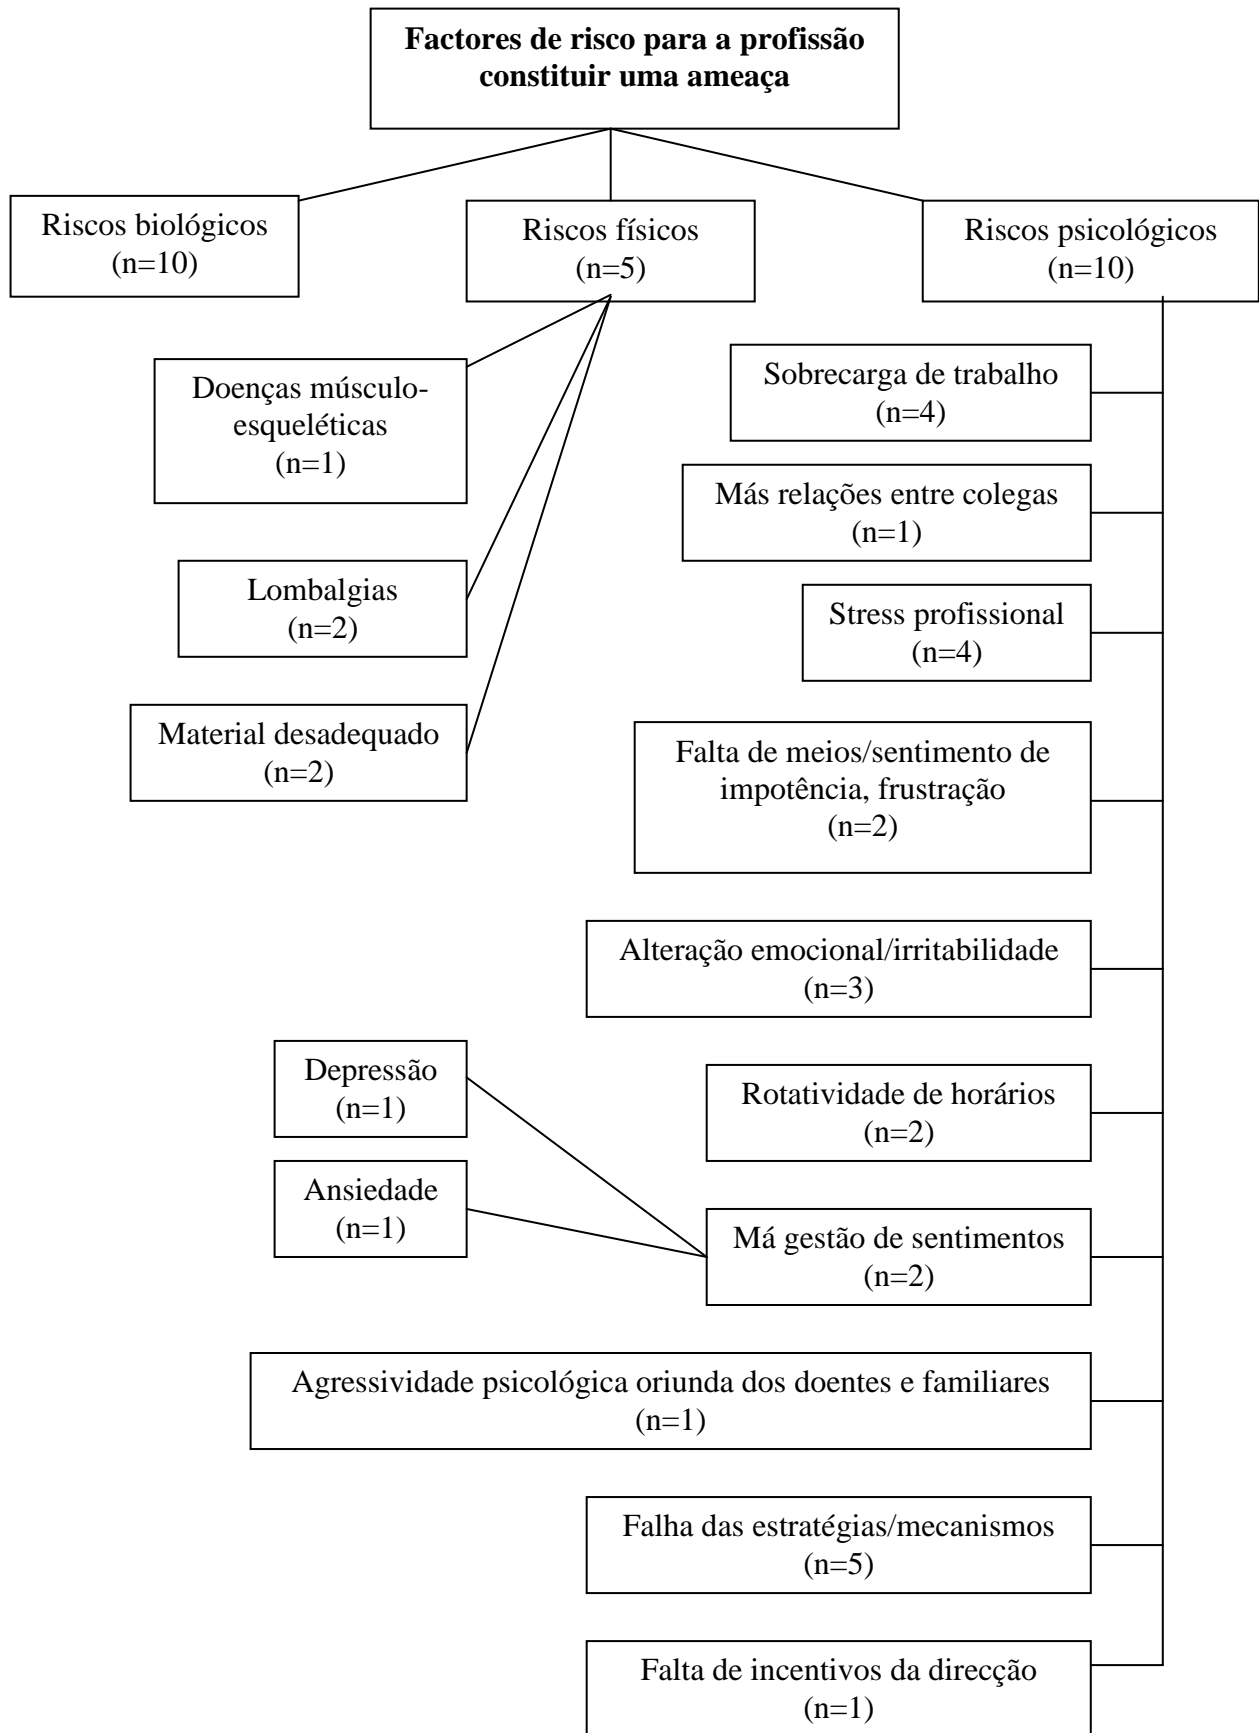 Factores de risco para a profissão
constituir uma ameaça
Riscos biológicos
(n=10)
Riscos físicos
(n=5)
Riscos psicológicos
(n=10)
Doenças músculo-
esqueléticas
(n=1)
Lombalgias
(n=2)
Material desadequado
(n=2)
Sobrecarga de trabalho
(n=4)
Más relações entre colegas
(n=1)
Stress profissional
(n=4)
Falta de meios/sentimento de
impotência, frustração
(n=2)
Alteração emocional/irritabilidade
(n=3)
Rotatividade de horários
(n=2)
Depressão
(n=1)
Ansiedade
(n=1)
Má gestão de sentimentos
(n=2)
Agressividade psicológica oriunda dos doentes e familiares
(n=1)
Falha das estratégias/mecanismos
(n=5)
Falta de incentivos da direcção
(n=1)